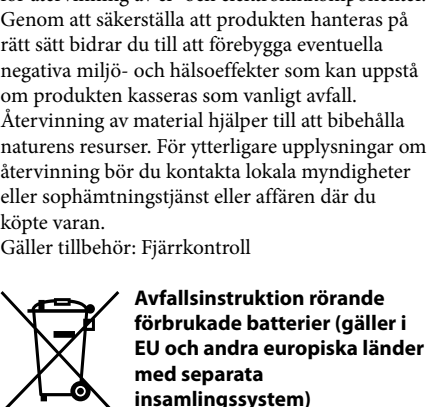 för återvinning av el- och elektronikkomponenter.
Genom att säkerställa att produkten hanteras på
rätt sätt bidrar du till att förebygga eventuella
negativa miljö- och hälsoeffekter som kan uppstå
om produkten kasseras som vanligt avfall.
Återvinning av material hjälper till att bibehålla
naturens resurser. För ytterligare upplysningar om
återvinning bör du kontakta lokala myndigheter
eller sophämtningstjänst eller affären där du
köpte varan.
Gäller tillbehör: Fjärrkontroll
Avfallsinstruktion rörande
förbrukade batterier (gäller i
EU och andra europiska länder
med separata
insamlingssystem)